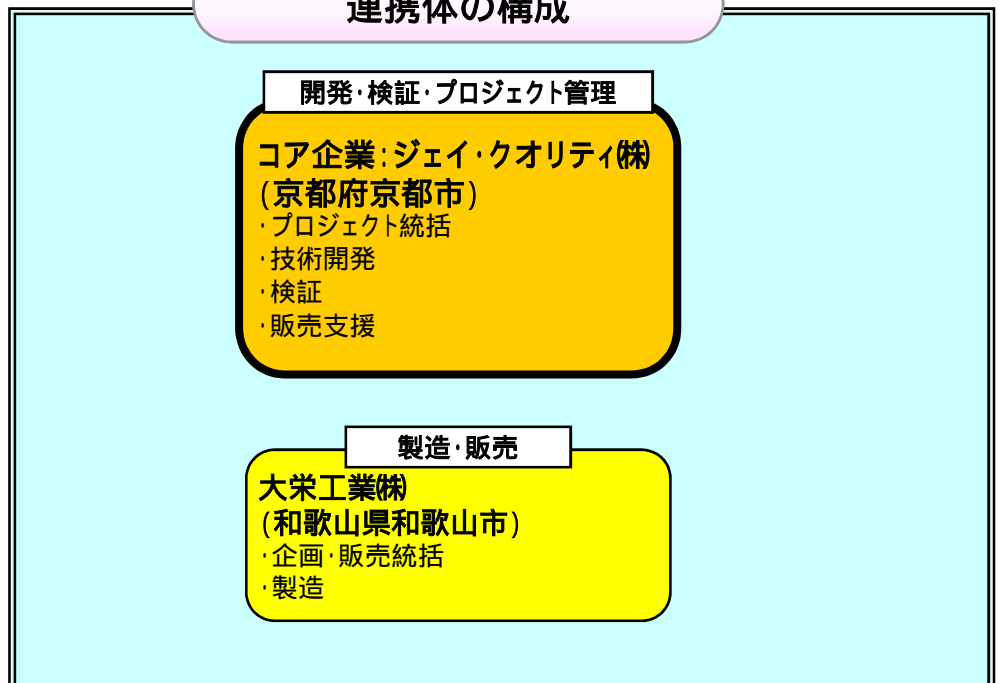 連携体の構成
開発・検証・プロジェクト管理
コア企業:ジェイ・クオリティ㈱
(京都府京都市)
・プロジェクト統括
・技術開発
・検証
・販売支援
製造・販売
大栄工業㈱
(和歌山県和歌山市)
・企画・販売統括
・製造